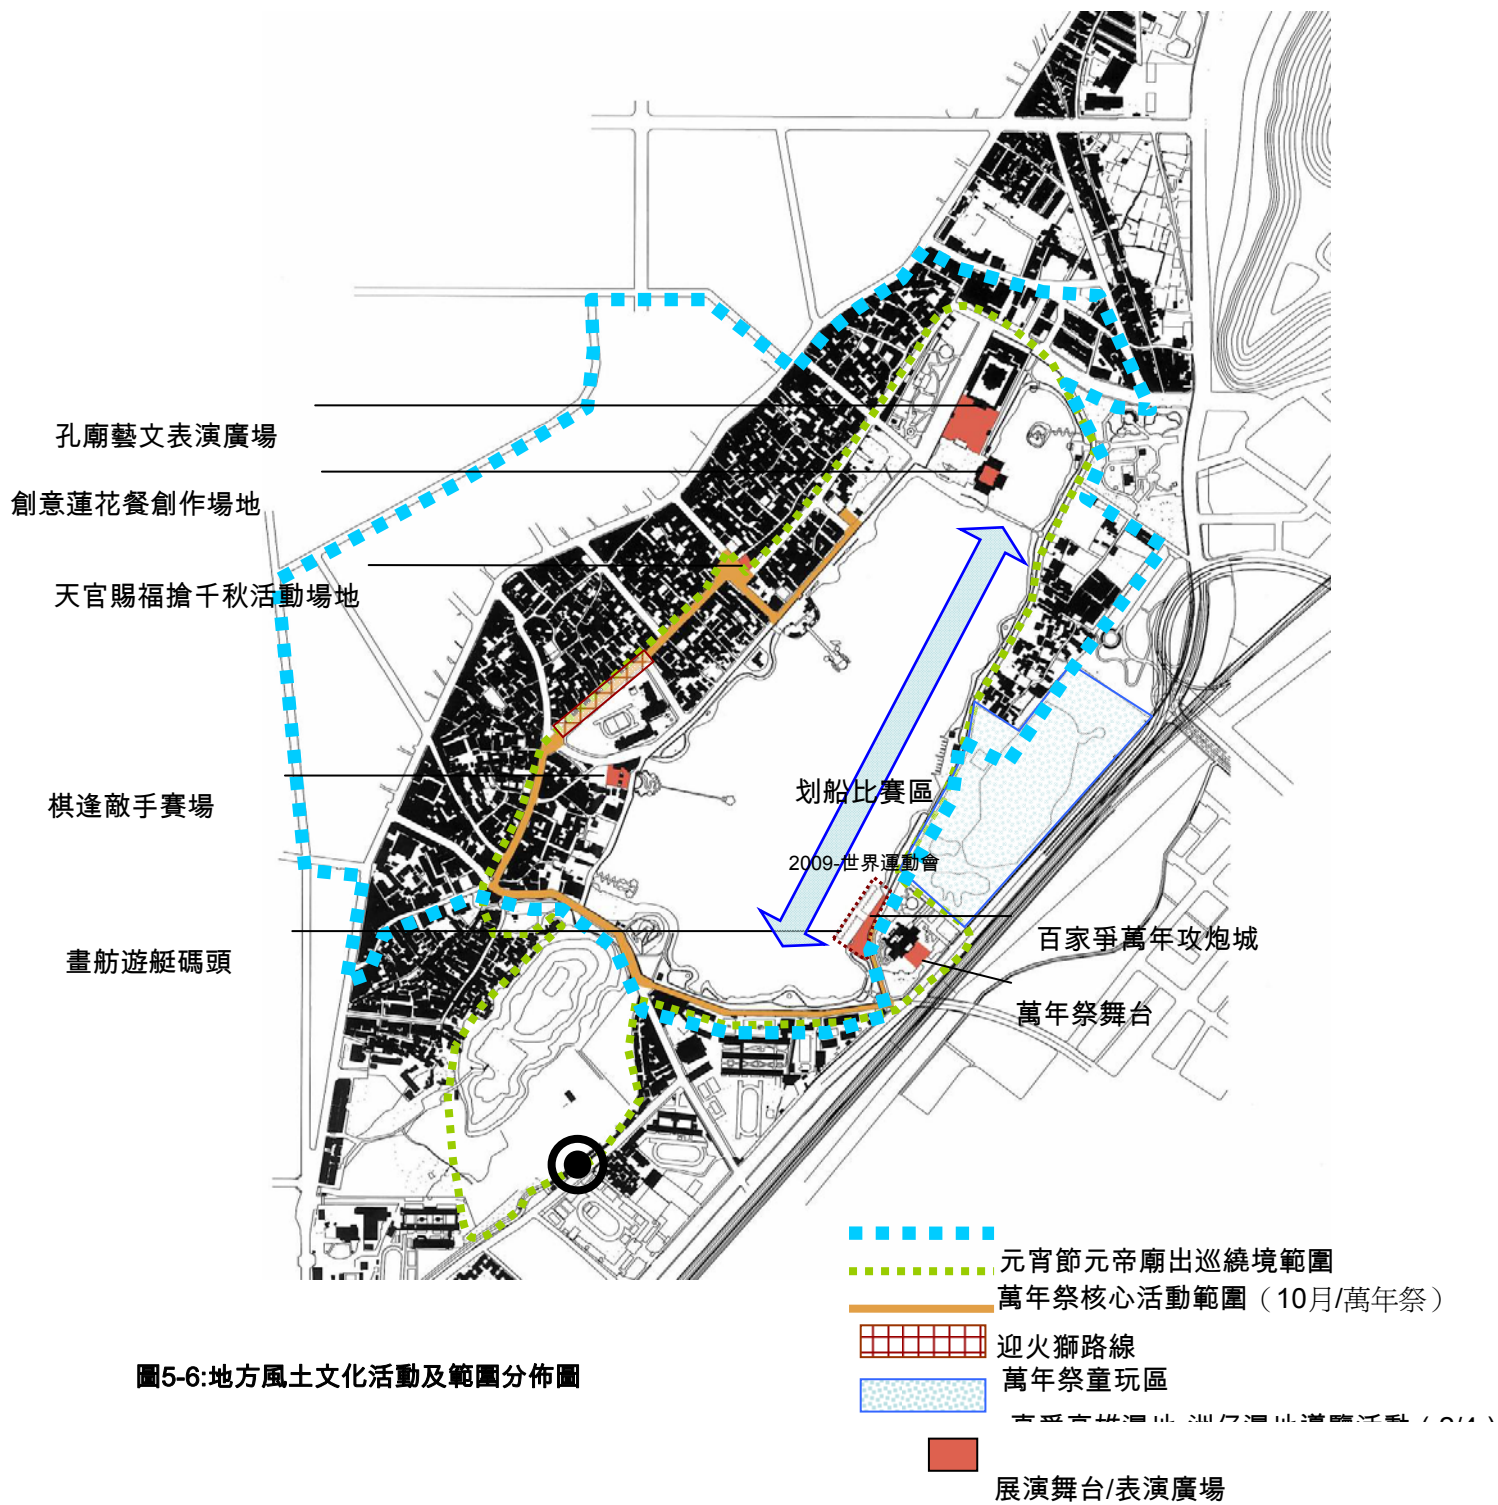 孔廟藝文表演廣場
創意蓮花餐創作場地
天官賜福搶千秋活動場地
棋逢敵手賽場
划船比賽區
2009-世界運動會
畫舫遊艇碼頭
百家爭萬年攻炮城
萬年祭舞台
元宵節元帝廟出巡繞境範圍
萬年祭核心活動範圍（10月/萬年祭）
迎火獅路線
萬年祭童玩區
圖5-6:地方風土文化活動及範圍分佈圖
展演舞台/表演廣場